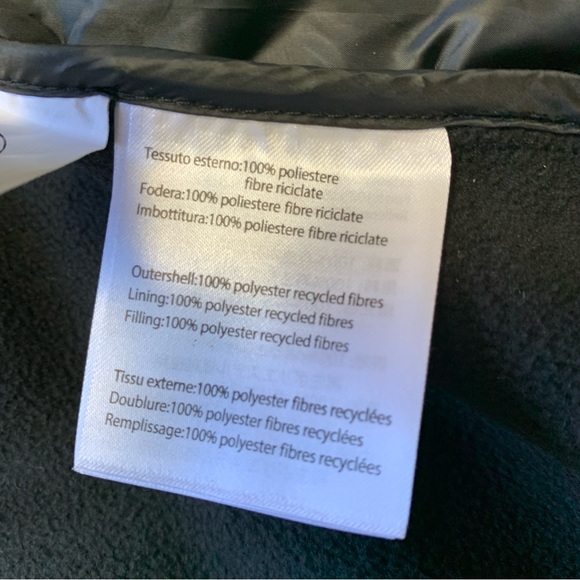 Tessuto esterno:100% poliestere
fibre riciclate
Fodera:100% poliestere fibre riciclate
Imbottitura:100% poliestere fibre riciclate
Outershell:100% polyester recycled fibres
Lining:100% polyester recycled fibres
Filling:100% polyester recycled fibres
Tissu externe:100% polyester fibres recyclées
Doublure:100% polyester fibres recyclées
Remplissage:100% polyester fibres recyclées